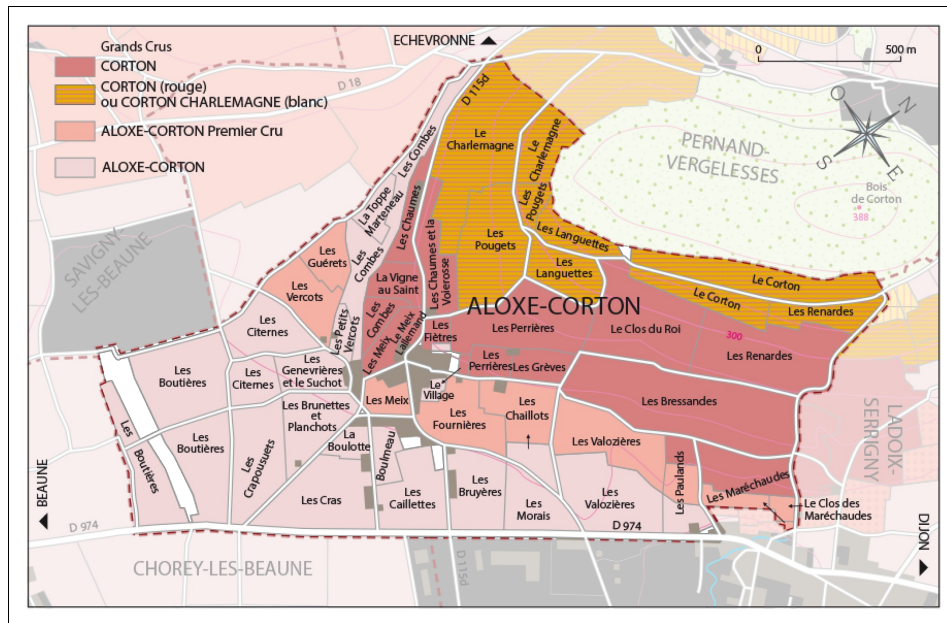 ECHEVRONNE
Grands Crus
CORTON
CORTON (rouge)
ou CORTON CHARLEMAGNE (blanc)
ALOXE-CORTON Premier Cru
ALOXE-CORTON
0 500 m
D 18
D 115d
O N
S E
PERNAND-
VERGELESSES
Bois
de Corton
388
SAVIGNY-
LES-BEAUNE
Le
Charlemagne
Le
Charlemagne
Les
Pougets
Les Combes
La Toppe
Marteneau
Les Chaumes
Les Chaumes et la
Voierosse
Les
Pougets
Les Languettes
Les
Languettes
Le Corton
Le Corton
Les Renardes
Les
Guérets
Les
Combes
Les
Vercots
La Vigne
au Saint
Les
Combes
Le Meix
Lallemand
Les Meix
Les Petits
Vercots
ALOXE-CORTON
Les
Fiètres
Les Perrières
Le Clos du Roi
300
Les Renardes
Les
Citernes
Les
Perrières
Les Grèves
Les
Boutières
Les
Citernes
Les
Genevrières
et le Suchot
Le
Village
Les Meix
Les Bressandes
Les Brunettes
et
Planchots
Les
Fournières
Les
Chaillots
Les Valozières
LADOIX-
SERRIGNY
Les
Boutières
Les
Boutières
Les
Crapousuets
La
Boulotte
Boulmeau
Les Paulands
Les Maréchaudes
Le Clos des
Maréchaudes
Les Cras
Les
Caillettes
Les
Bruyères
Les
Morais
Les
Valozières
BEAUNE
D 974
D 974
DIJON
CHOREY-LES-BEAUNE
D 115d